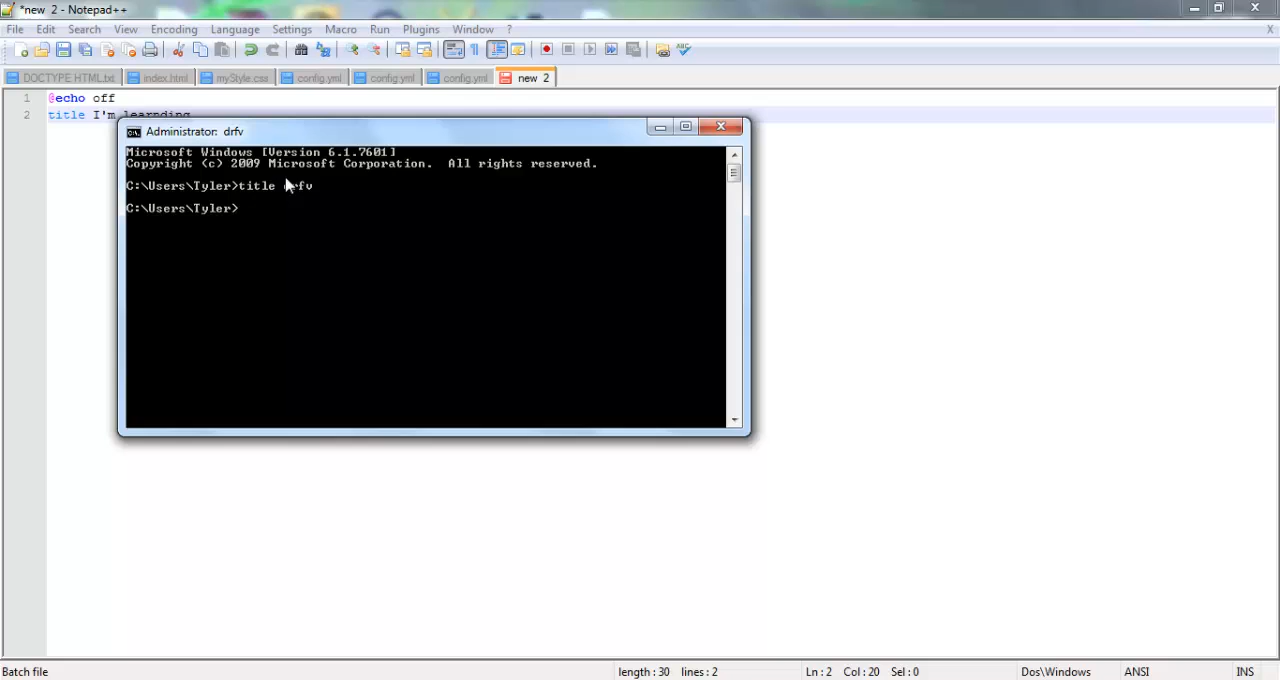 *new 2 - Notepad++
File Edit Search View Encoding Language Settings Macro Run Plugins Window ? X
DOCTYPE HTML.txt index.html myStyle.css config.yml config.yml config.yml new 2
1 @echo off
2 title I'm learnding
Administrator: drfv
Microsoft Windows [Version 6.1.7601]
Copyright (c) 2009 Microsoft Corporation. All rights reserved.
C:\Users\Tyler>title drfv
C:\Users\Tyler>
Batch file length:30 lines:2 Ln:2 Col:20 Sel:0 Dos\Windows ANSI INS